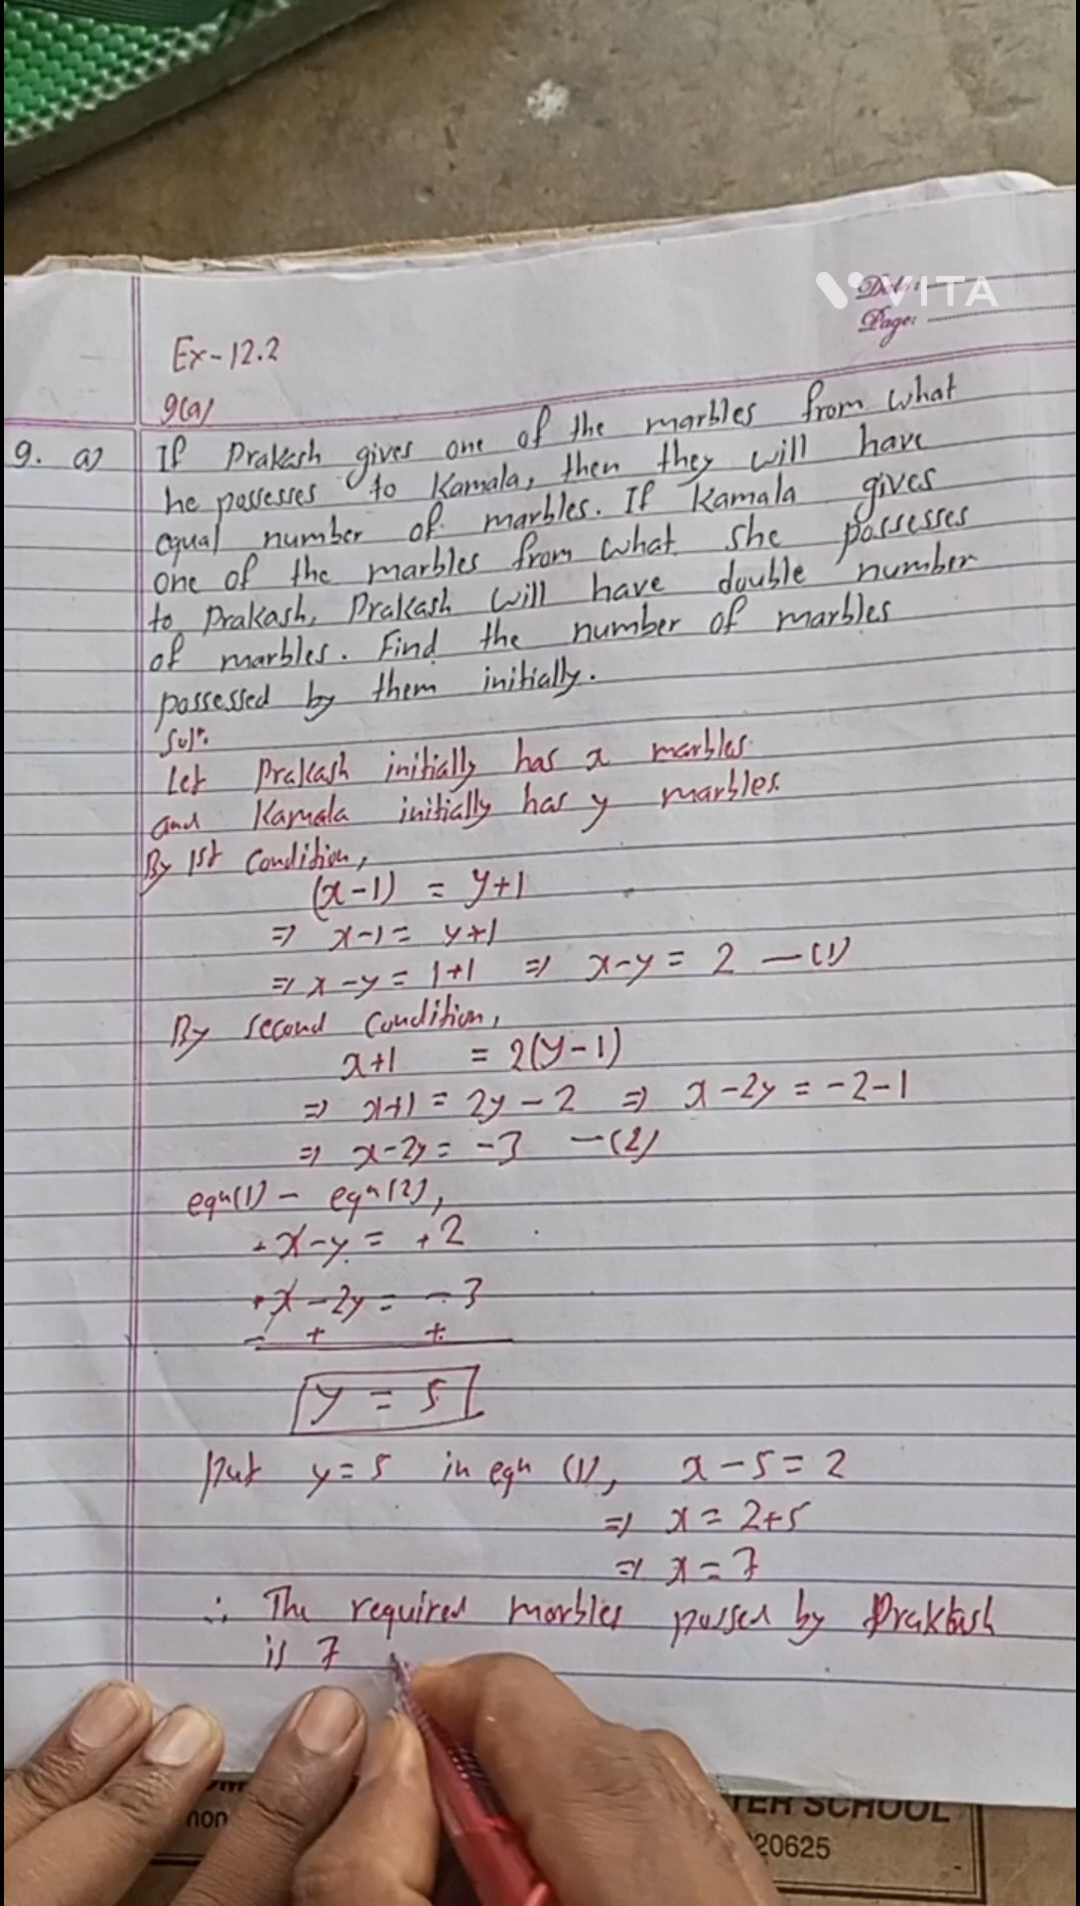 VITA
Date:
Page:
Ex-12.2
9(a)
9. a) If Prakash gives one of the marbles from what
he possesses to Kamala, then they will have
equal number of marbles. If Kamala gives
one of the marbles from what she possesses
to Prakash, Prakash will have double number
of marbles. Find the number of marbles
possessed by them initially.
Solⁿ.
Let Prakash initially has x marbles
and Kamala initially has y marbles.
By 1st Condition,
(x-1) = y+1
⇒ x-1 = y+1
⇒ x-y = 1+1 ⇒ x-y = 2 —(1)
By second Condition,
x+1 = 2(y-1)
⇒ x+1 = 2y-2 ⇒ x-2y = -2-1
⇒ x-2y = -3 —(2)
eqn(1) - eqn(2),
+x-y = +2
+x-2y = -3
- + +
y = 5
put y=5 in eqn (1), x-5=2
⇒ x = 2+5
⇒ x = 7
∴ The required marbles possed by Prakash
is 7
TER SCHOOL
non
20625